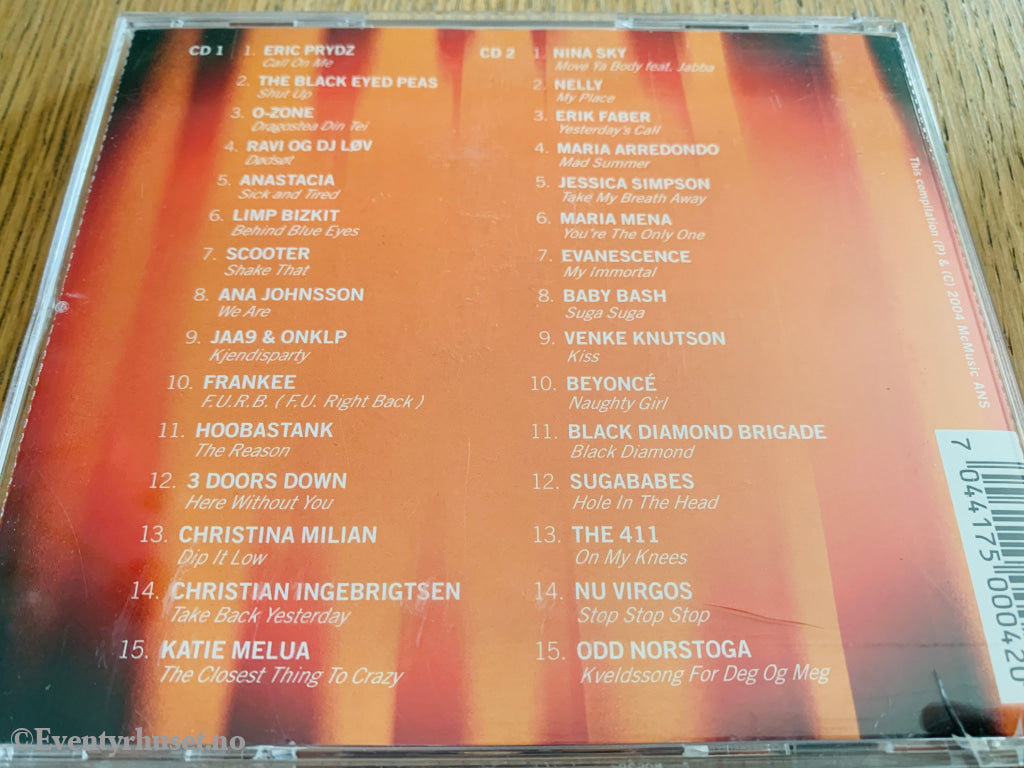 CD 1
1. ERIC PRYDZ
Call On Me
2. THE BLACK EYED PEAS
Shut Up
3. O-ZONE
Dragostea Din Tei
4. RAVI OG DJ LØV
Dødsøt
5. ANASTACIA
Sick and Tired
6. LIMP BIZKIT
Behind Blue Eyes
7. SCOOTER
Shake That
8. ANA JOHNSSON
We Are
9. JAA9 & ONKLP
Kjendisparty
10. FRANKEE
F.U.R.B. ( F.U. Right Back )
11. HOOBASTANK
The Reason
12. 3 DOORS DOWN
Here Without You
13. CHRISTINA MILIAN
Dip It Low
14. CHRISTIAN INGEBRIGTSEN
Take Back Yesterday
15. KATIE MELUA
The Closest Thing To Crazy
CD 2
1. NINA SKY
Move Ya Body feat. Jabba
2. NELLY
My Place
3. ERIK FABER
Yesterday's Call
4. MARIA ARREDONDO
Mad Summer
5. JESSICA SIMPSON
Take My Breath Away
6. MARIA MENA
You're The Only One
7. EVANESCENCE
My Immortal
8. BABY BASH
Suga Suga
9. VENKE KNUTSON
Kiss
10. BEYONCÉ
Naughty Girl
11. BLACK DIAMOND BRIGADE
Black Diamond
12. SUGABABES
Hole In The Head
13. THE 411
On My Knees
14. NU VIRGOS
Stop Stop Stop
15. ODD NORSTOGA
Kveldssong For Deg Og Meg
This compilation (P) & (C) 2004 McMusic ANS
7 044175 000420
©Eventyrhuset.no